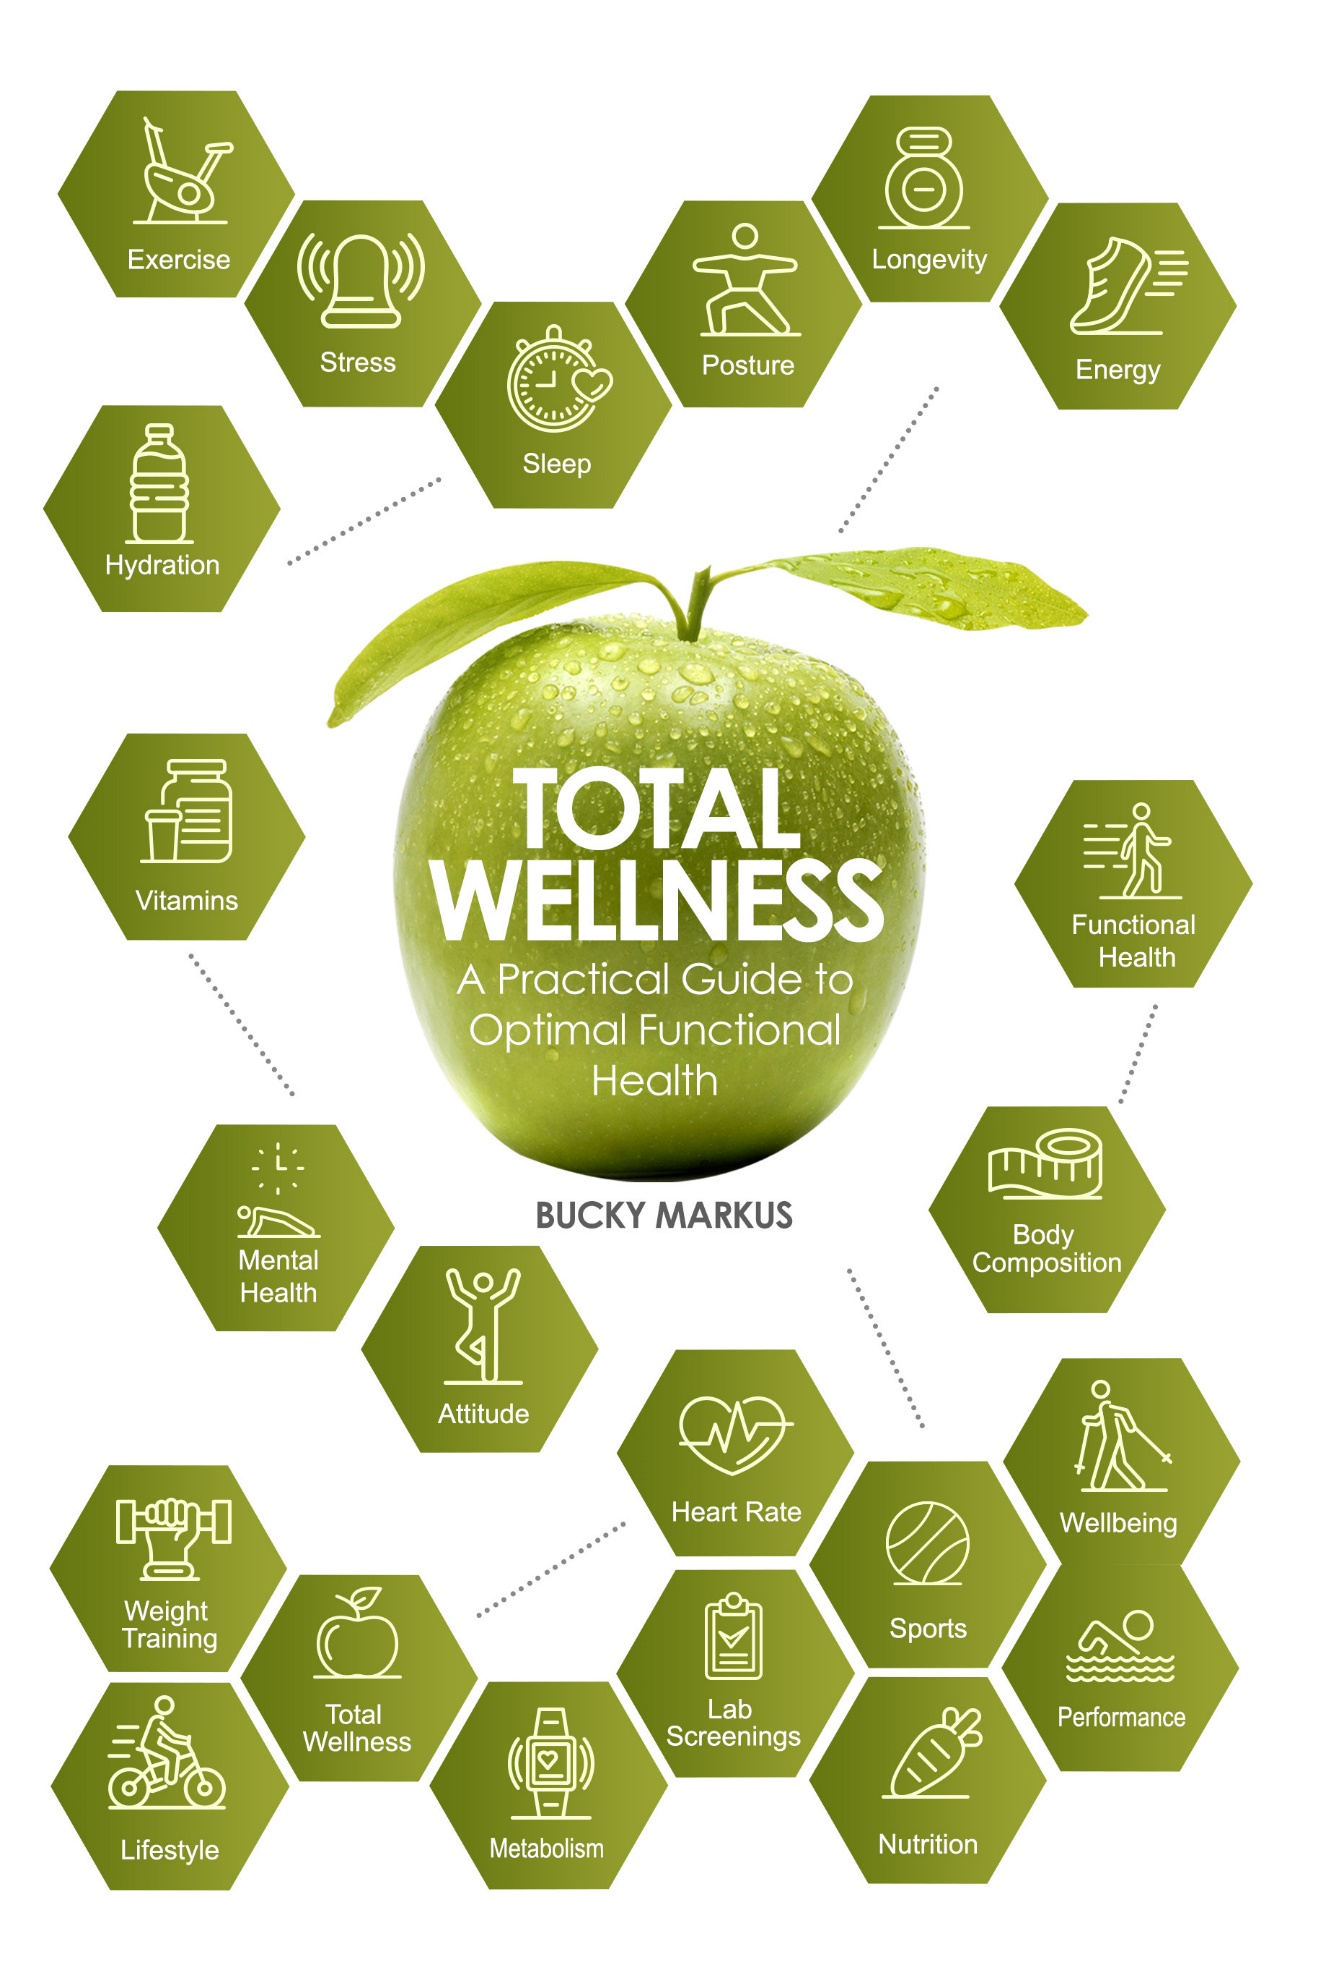 Exercise
Stress
Sleep
Posture
Longevity
Energy
Hydration
Vitamins
TOTAL
WELLNESS
A Practical Guide to
Optimal Functional
Health
BUCKY MARKUS
Functional
Health
Body
Composition
Mental
Health
Attitude
Heart Rate
Wellbeing
Weight
Training
Sports
Total
Wellness
Lab
Screenings
Performance
Lifestyle
Metabolism
Nutrition